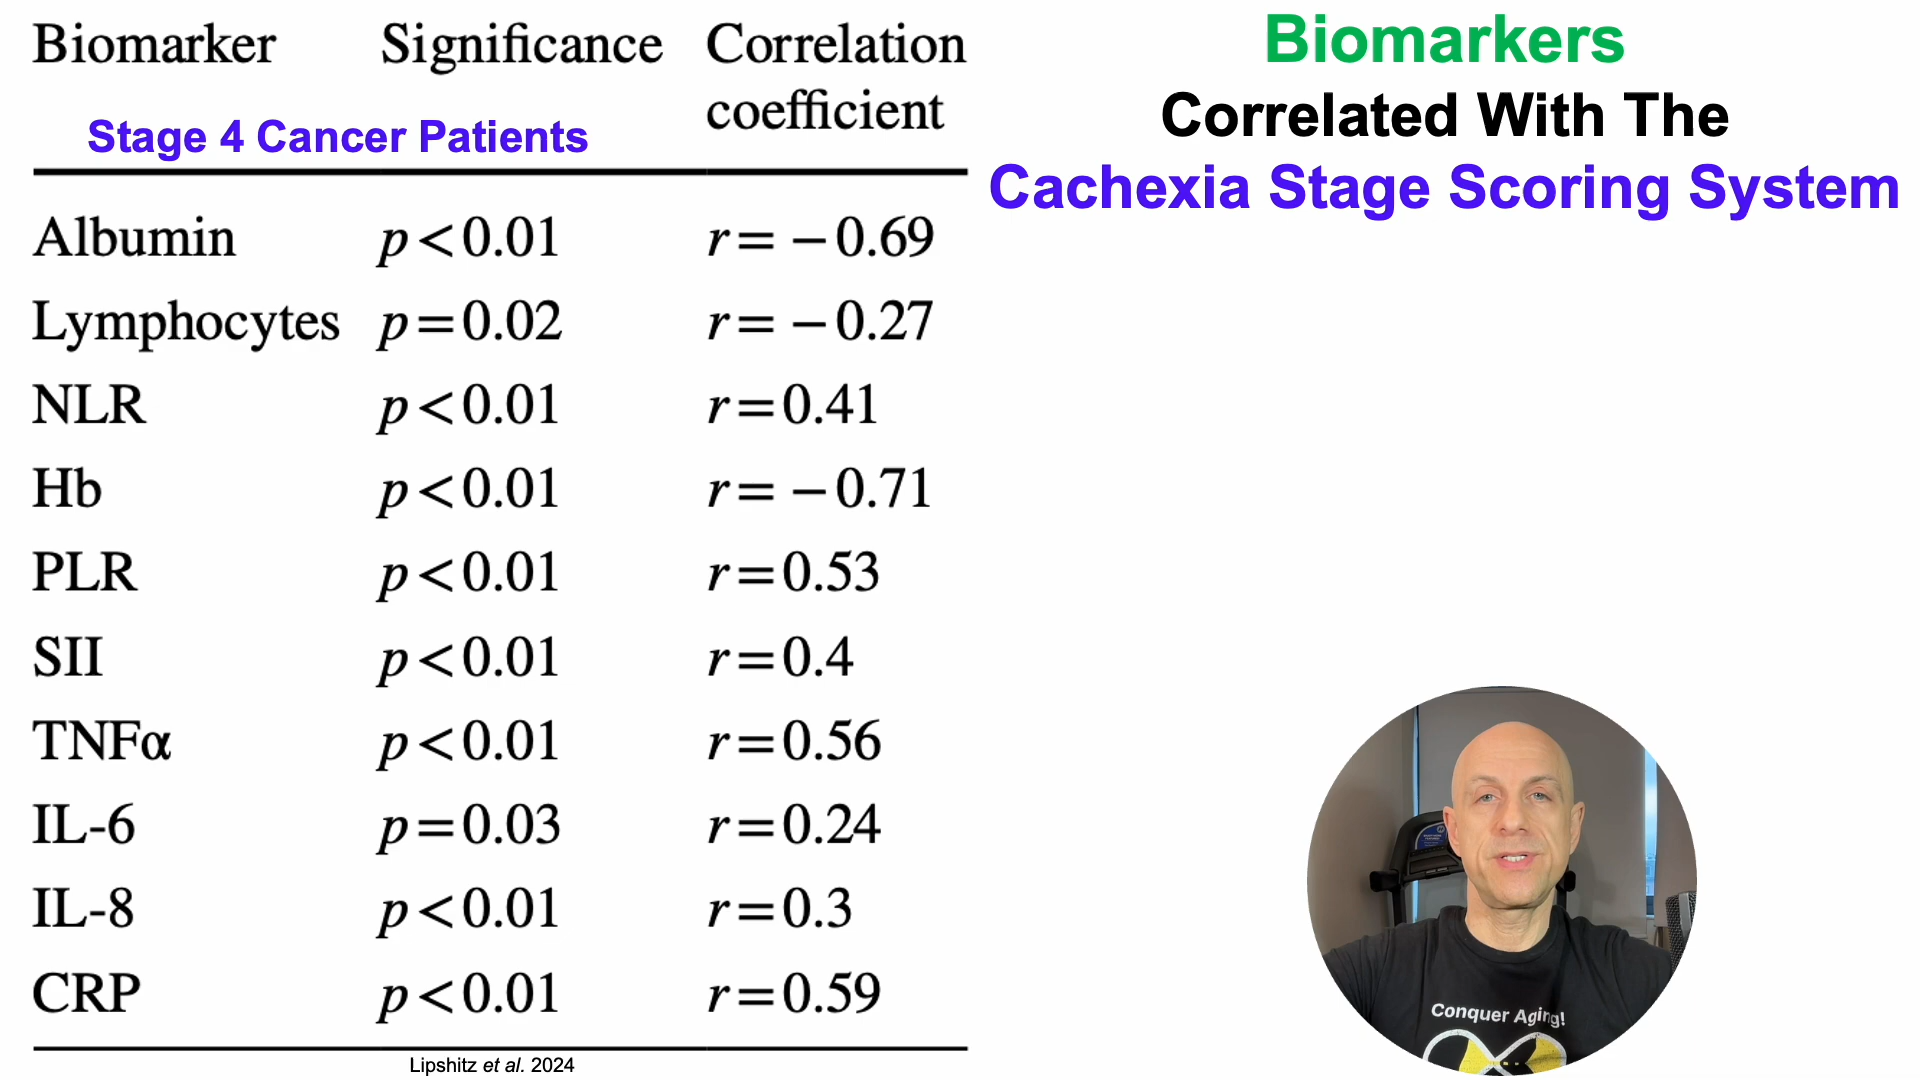 Biomarker Significance Correlation coefficient
Stage 4 Cancer Patients
Albumin p<0.01 r=−0.69
Lymphocytes p=0.02 r=−0.27
NLR p<0.01 r=0.41
Hb p<0.01 r=−0.71
PLR p<0.01 r=0.53
SII p<0.01 r=0.4
TNFα p<0.01 r=0.56
IL-6 p=0.03 r=0.24
IL-8 p<0.01 r=0.3
CRP p<0.01 r=0.59
Lipshitz et al. 2024
Biomarkers
Correlated With The
Cachexia Stage Scoring System
Conquer Aging!